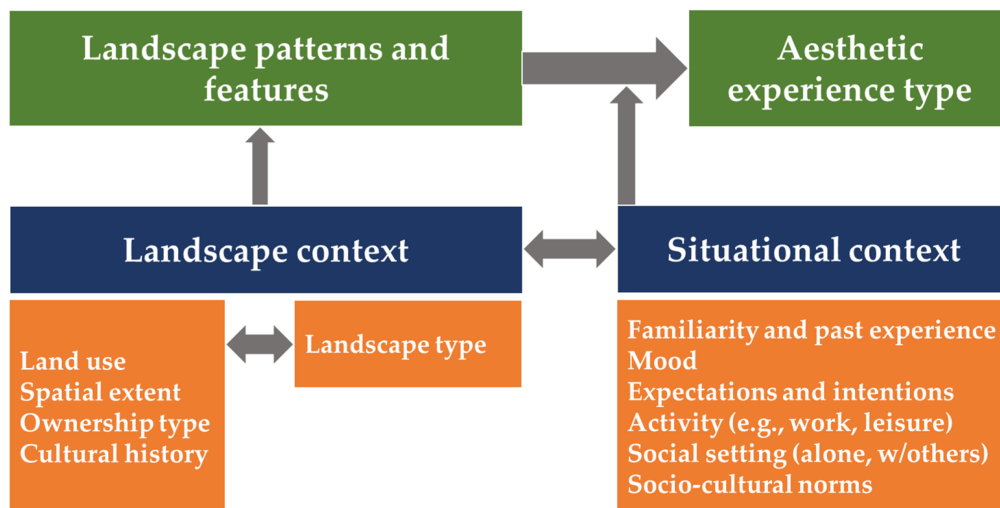 Landscape patterns and
features
Aesthetic
experience type
Landscape context
Situational context
Land use
Spatial extent
Ownership type
Cultural history
Landscape type
Familiarity and past experience
Mood
Expectations and intentions
Activity (e.g., work, leisure)
Social setting (alone, w/others)
Socio-cultural norms